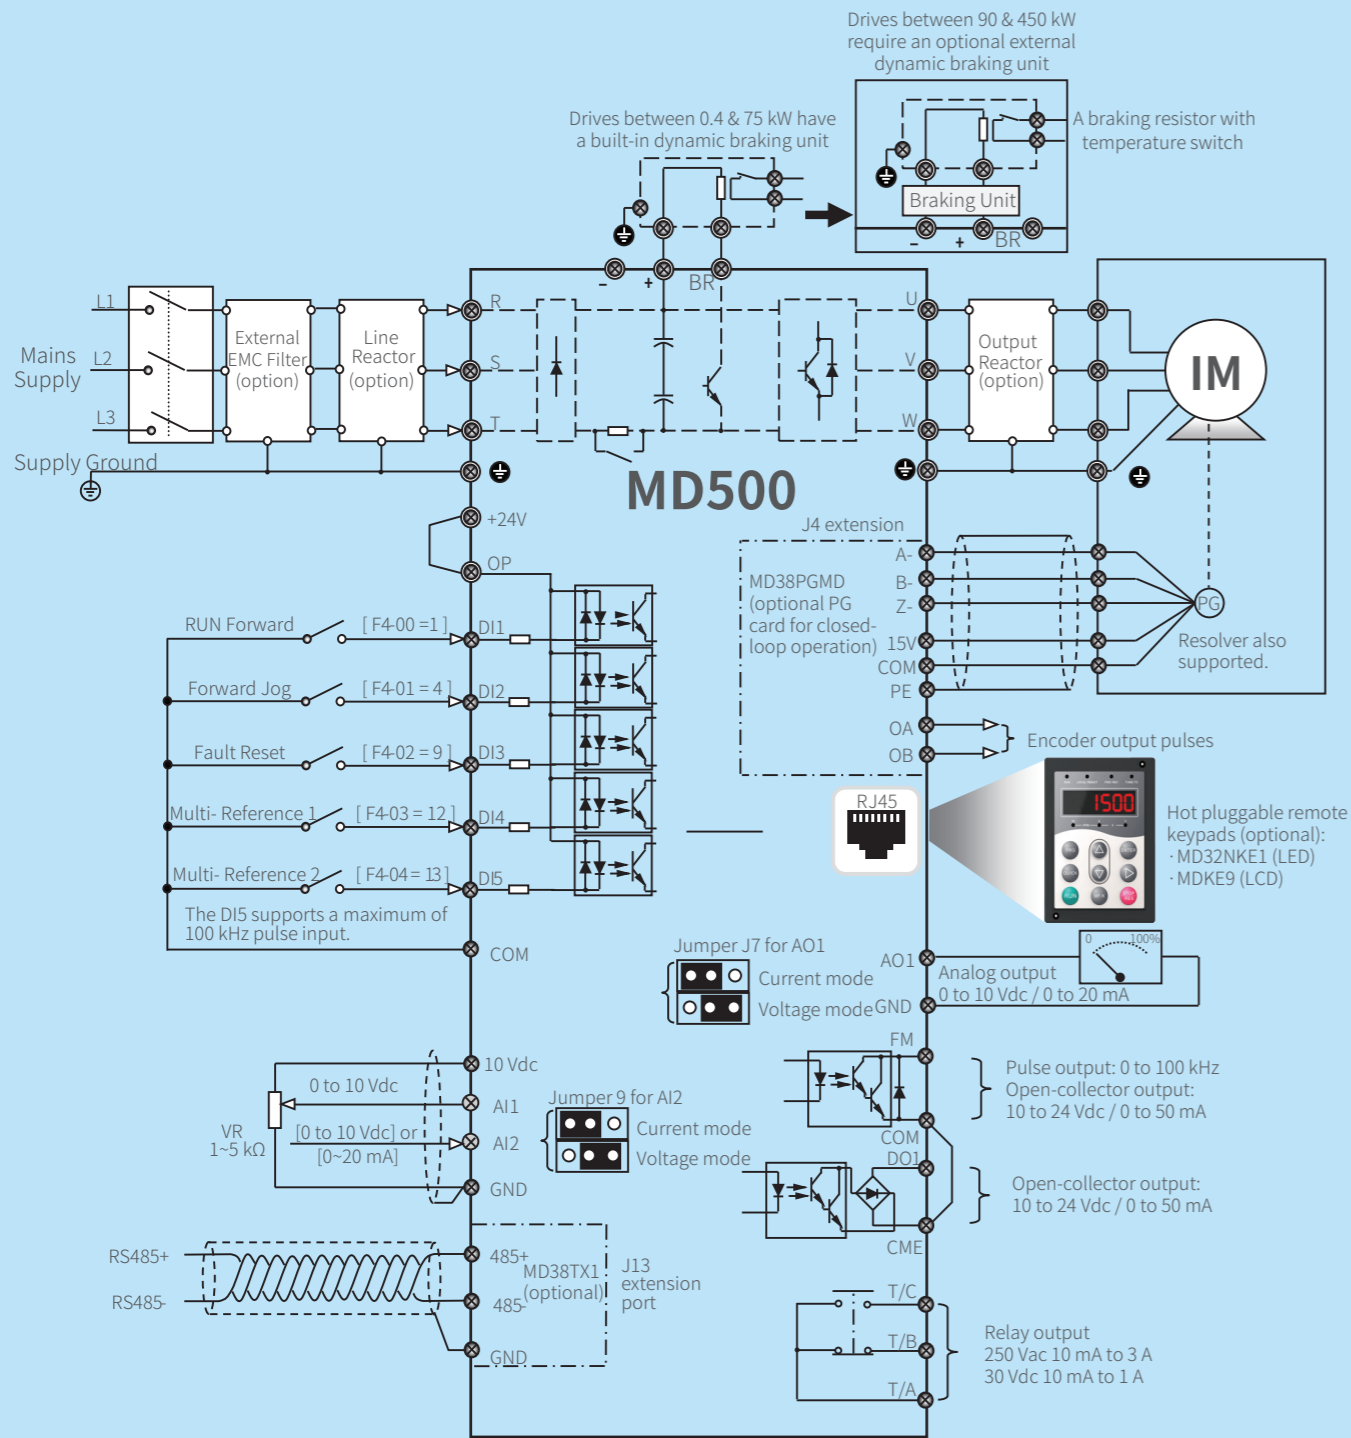 Drives between 90 & 450 kW
require an optional external
dynamic braking unit
Drives between 0.4 & 75 kW have
a built-in dynamic braking unit
A braking resistor with
temperature switch
Braking Unit
–
+
BR
–
+
BR
L1
L2
L3
Mains
Supply
Supply Ground
External
EMC Filter
(option)
Line
Reactor
(option)
R
S
T
U
V
W
Output
Reactor
(option)
IM
MD500
+24V
OP
J4 extension
MD38PGMD
(optional PG
card for closed-
loop operation)
A-
B-
Z-
15V
COM
PE
OA
OB
PG
Resolver also
supported.
Encoder output pulses
RUN Forward
[ F4-00 =1 ]
DI1
Forward Jog
[ F4-01 = 4 ]
DI2
Fault Reset
[ F4-02 = 9 ]
DI3
Multi- Reference 1
[ F4-03 = 12 ]
DI4
Multi- Reference 2
[ F4-04 = 13 ]
DI5
The DI5 supports a maximum of
100 kHz pulse input.
COM
RJ45
1500
RUN
Hot pluggable remote
keypads (optional):
· MD32NKE1 (LED)
· MDKE9 (LCD)
Jumper J7 for AO1
Current mode
Voltage mode
AO1
GND
0
100%
Analog output
0 to 10 Vdc / 0 to 20 mA
10 Vdc
0 to 10 Vdc
AI1
VR
1~5 kΩ
[0 to 10 Vdc] or
[0~20 mA]
AI2
GND
Jumper 9 for AI2
Current mode
Voltage mode
FM
COM
Pulse output: 0 to 100 kHz
Open-collector output:
10 to 24 Vdc / 0 to 50 mA
DO1
CME
Open-collector output:
10 to 24 Vdc / 0 to 50 mA
RS485+
RS485-
485+
485-
GND
MD38TX1
(optional)
J13
extension
port
T/C
T/B
T/A
Relay output
250 Vac 10 mA to 3 A
30 Vdc 10 mA to 1 A